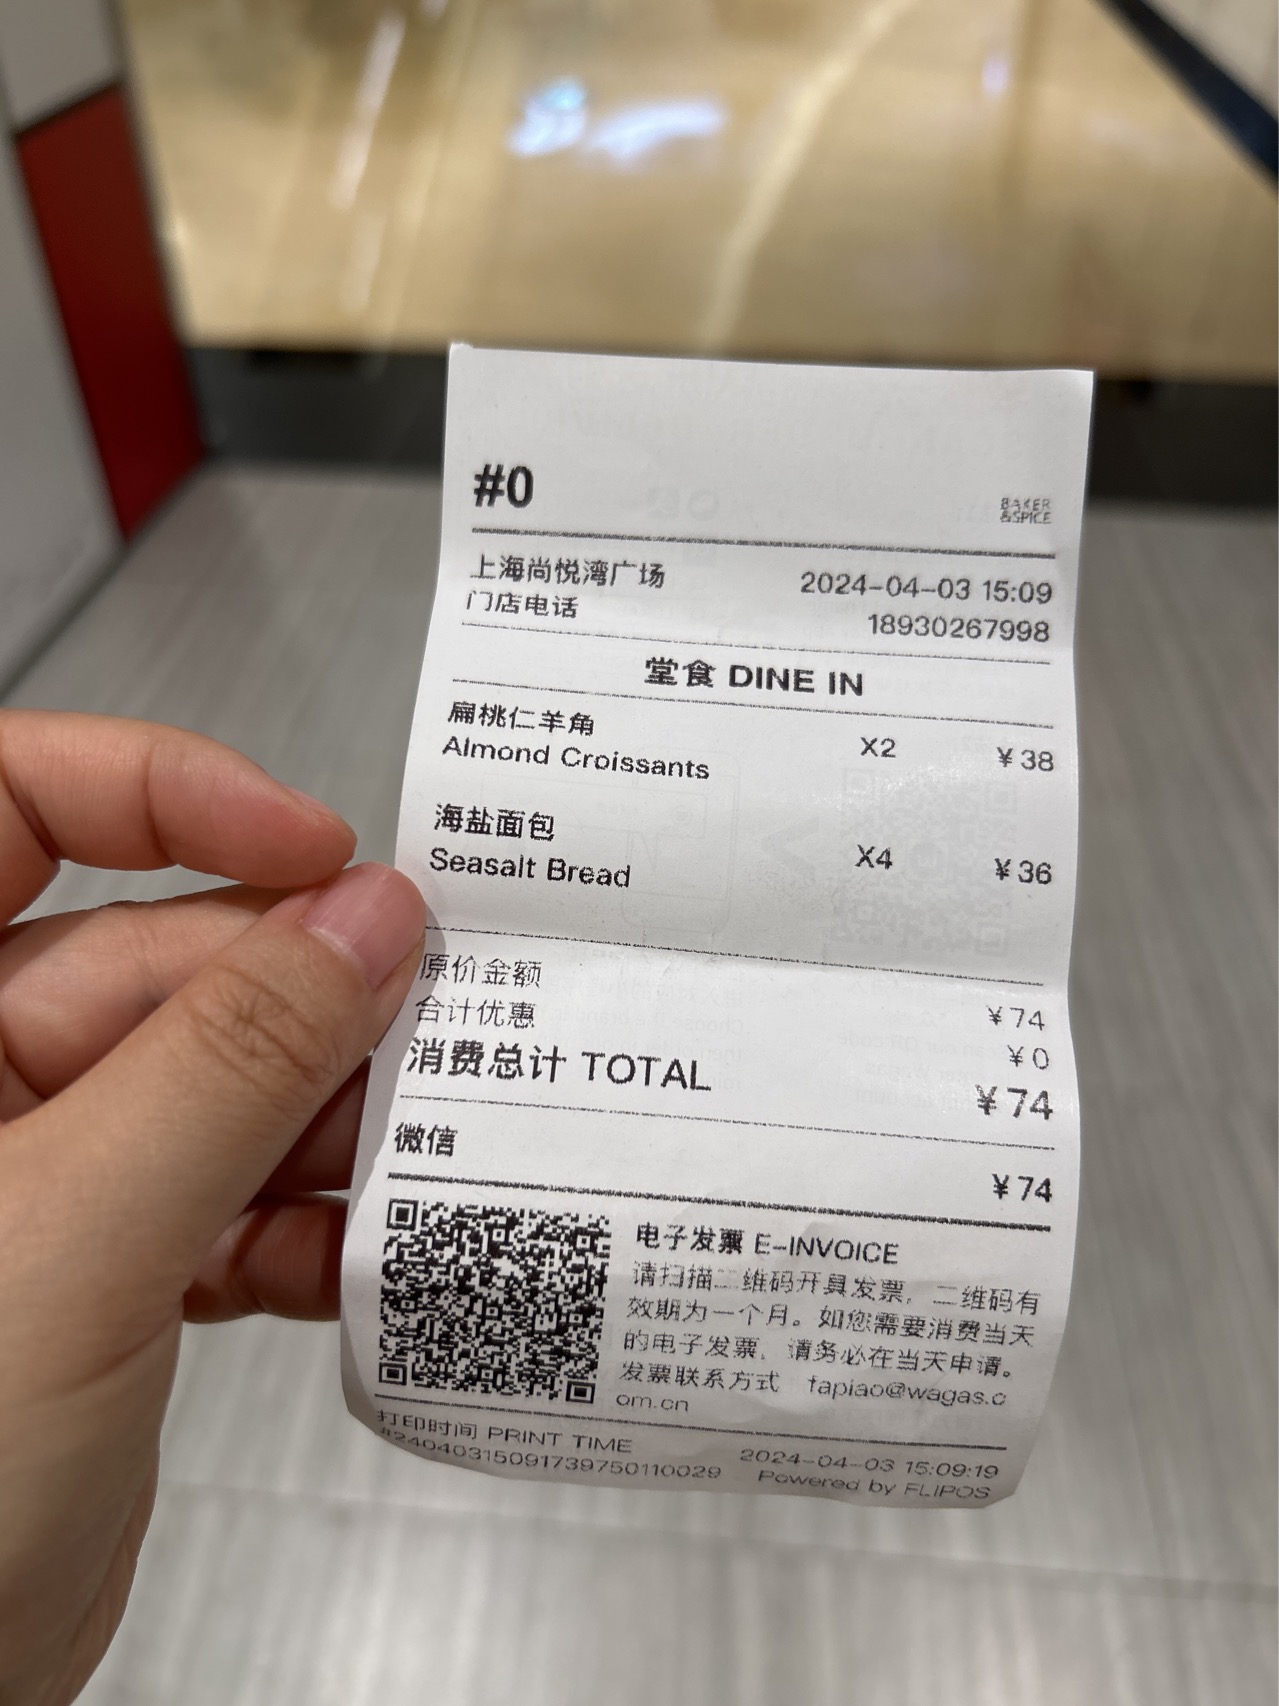 #0
BAKER
&SPICE
上海尚悦湾广场 2024-04-03 15:09
门店电话 18930267998
堂食 DINE IN
扁桃仁羊角
Almond Croissants X2 ¥38
海盐面包
Seasalt Bread X4 ¥36
原价金额 ¥74
合计优惠 ¥0
消费总计 TOTAL ¥74
微信 ¥74
电子发票 E-INVOICE
请扫描二维码开具发票，二维码有
效期为一个月。如您需要消费当天
的电子发票，请务必在当天申请。
发票联系方式 fapiao@wagas.c
om.cn
打印时间 PRINT TIME 2024-04-03 15:09:19
#2404031509173975011​0029 Powered by FLIPOS